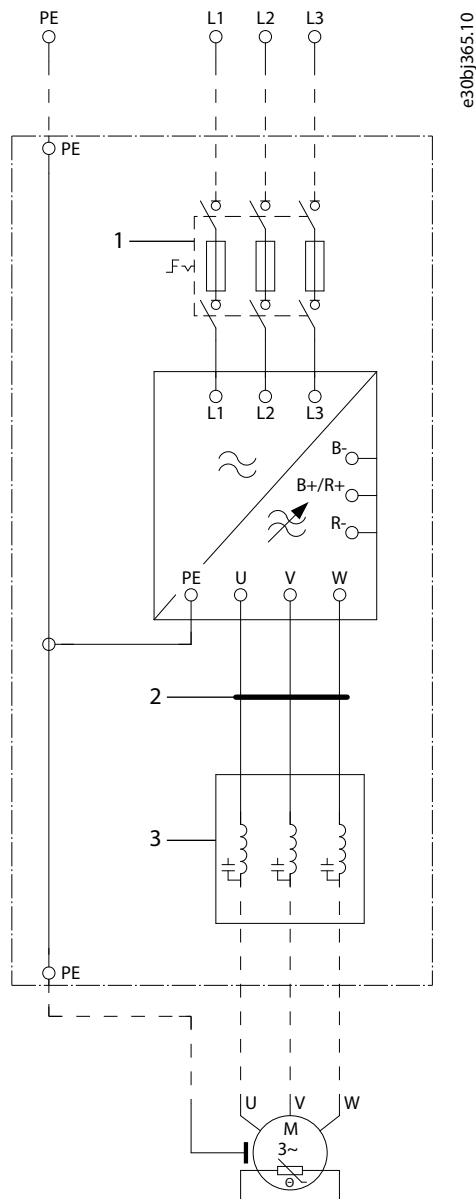 PE L1 L2 L3
e30bj365.10
PE
1
L1 L2 L3
B-
B+/R+
R-
PE U V W
2
3
PE
U V W
M
3~
Θ